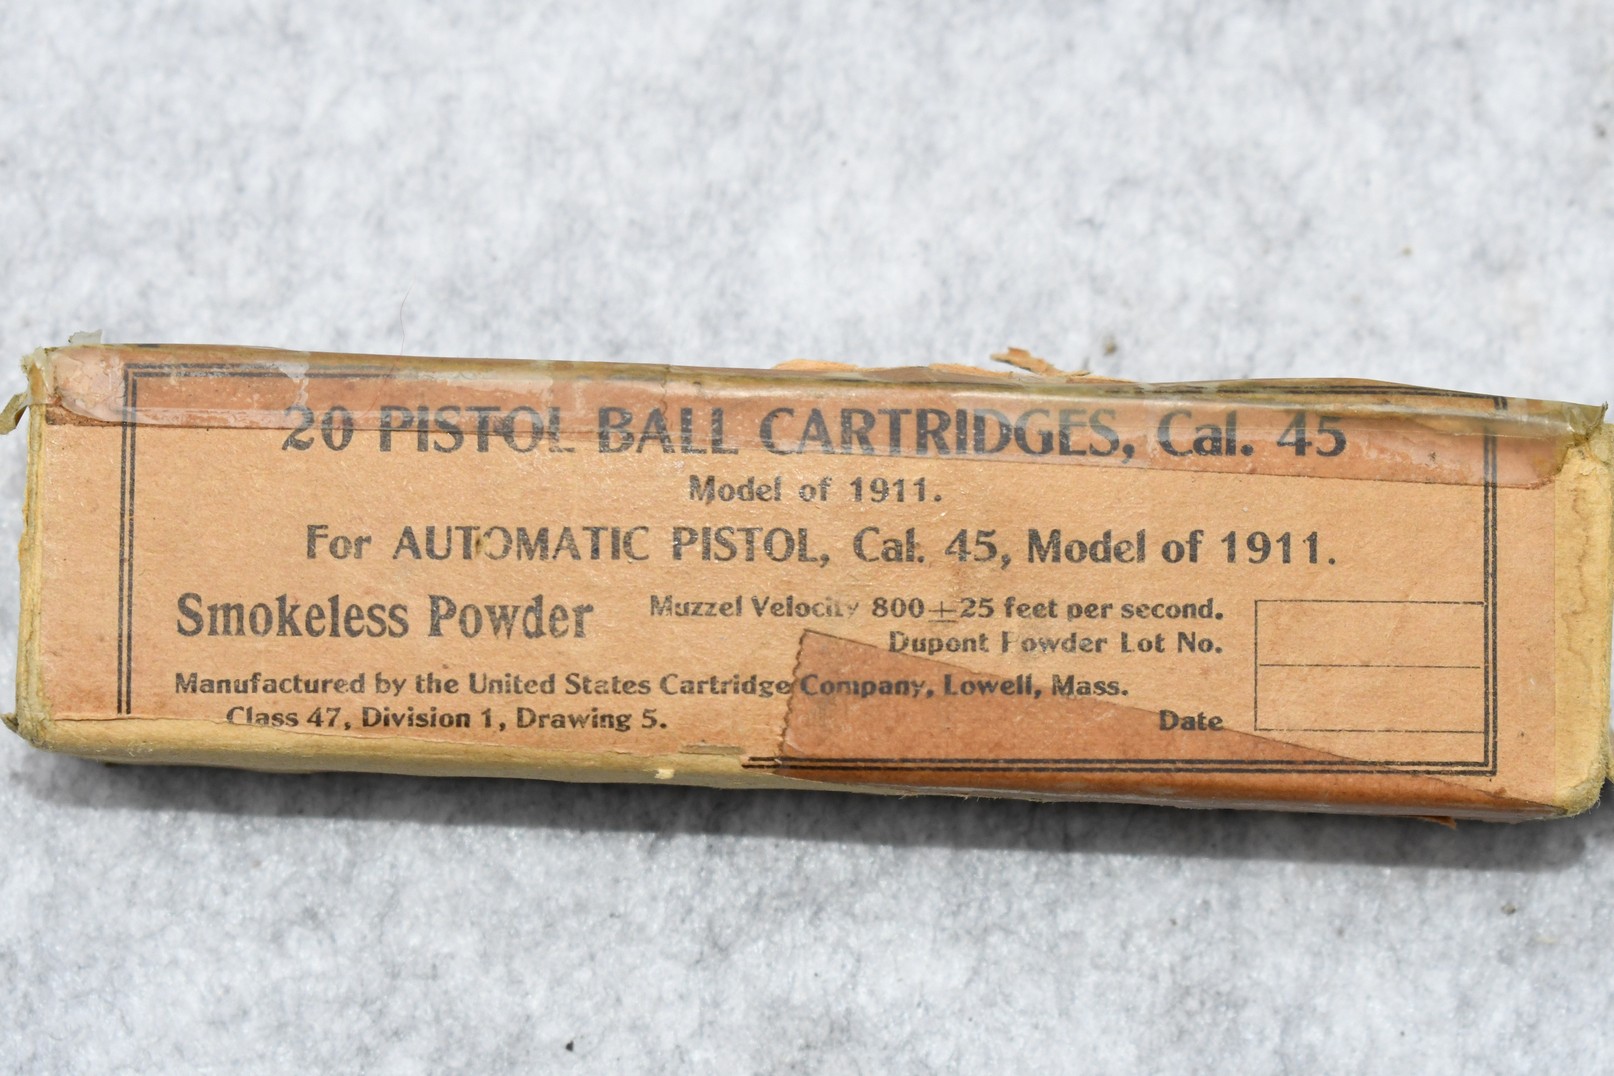 20 PISTOL BALL CARTRIDGES, Cal. 45
Model of 1911.
For AUTOMATIC PISTOL, Cal. 45, Model of 1911.
Smokeless Powder
Muzzel Velocity 800±25 feet per second.
Dupont Powder Lot No.
Manufactured by the United States Cartridge Company, Lowell, Mass.
Class 47, Division 1, Drawing 5.
Date